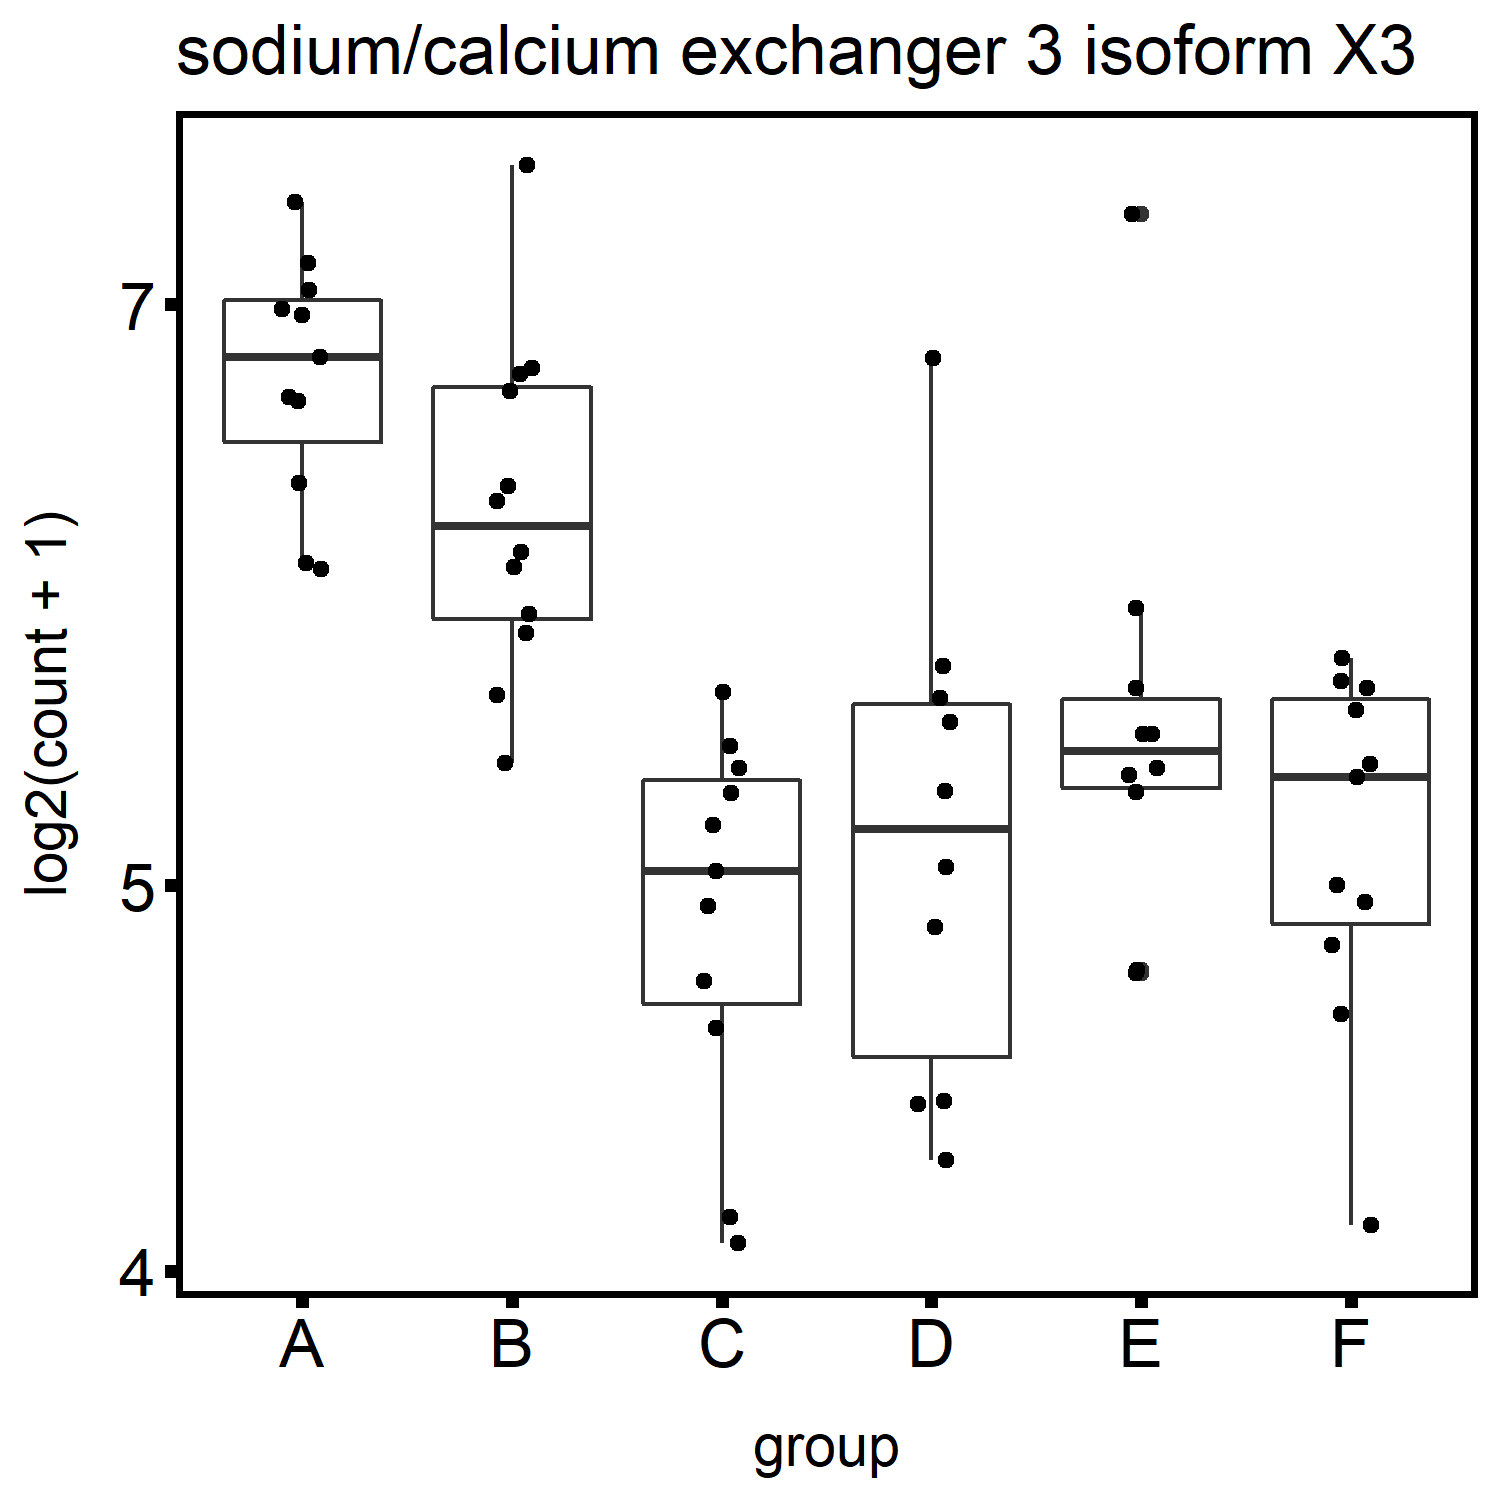 sodium/calcium exchanger 3 isoform X3
log2(count + 1)
7
5
4
A B C D E F
group